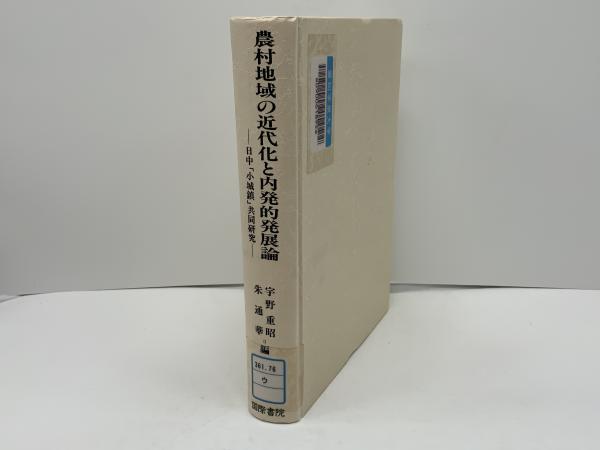 農村地域の近代化と内発的発展論
―日中「小城鎮」共同研究―
宇野重昭
朱通華
編
361.76
ウ
国際書院